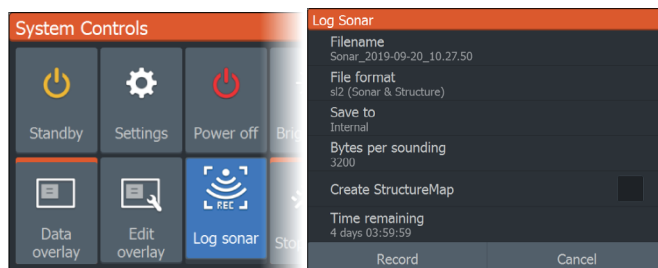 System Controls
Standby
Settings
Power off
REC
Data
overlay
Edit
overlay
Log sonar
Log Sonar
Filename
Sonar_2019-09-20_10.27.50
File format
sl2 (Sonar & Structure)
Save to
Internal
Bytes per sounding
3200
Create StructureMap
Time remaining
4 days 03:59:59
Record
Cancel